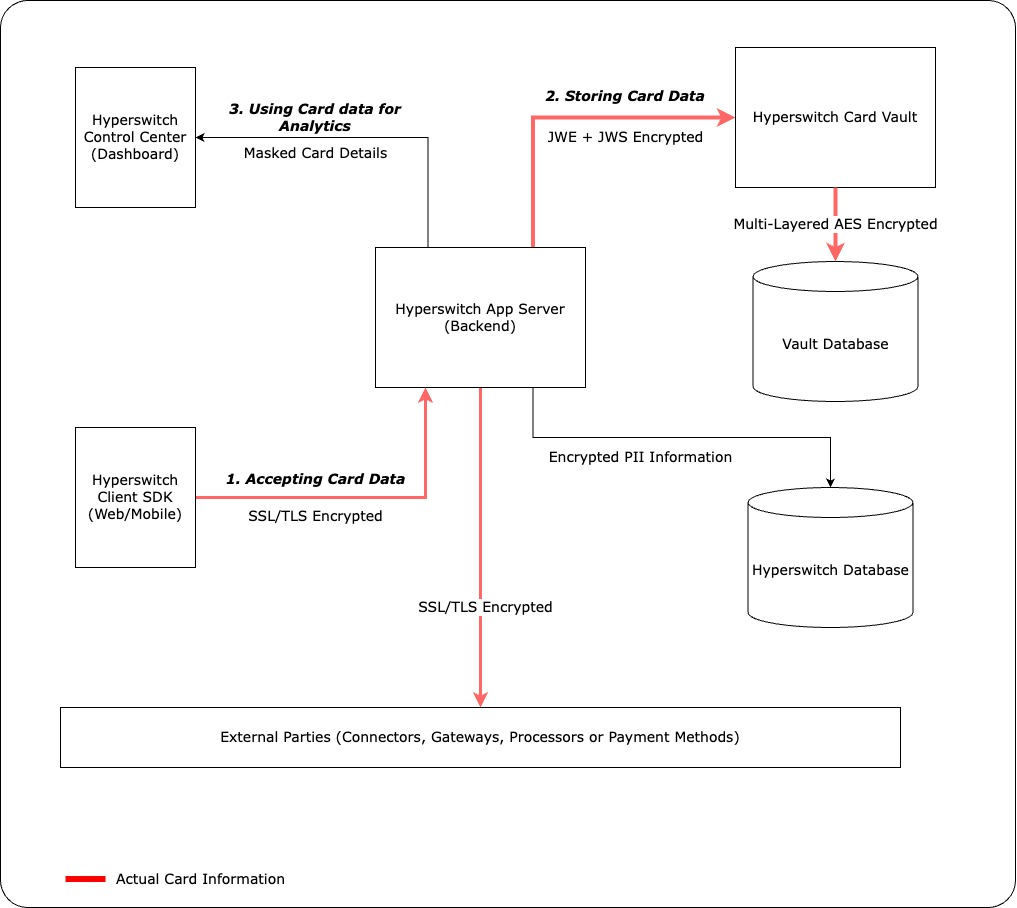 Hyperswitch
Control Center
(Dashboard)
3. Using Card data for
Analytics
Masked Card Details
2. Storing Card Data
JWE + JWS Encrypted
Hyperswitch Card Vault
Multi-Layered AES Encrypted
Vault Database
Hyperswitch App Server
(Backend)
Hyperswitch
Client SDK
(Web/Mobile)
1. Accepting Card Data
SSL/TLS Encrypted
Encrypted PII Information
Hyperswitch Database
SSL/TLS Encrypted
External Parties (Connectors, Gateways, Processors or Payment Methods)
Actual Card Information